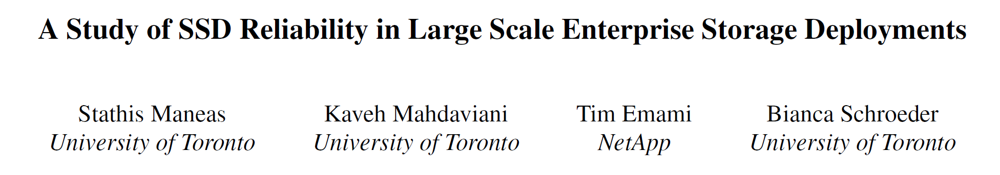 A Study of SSD Reliability in Large Scale Enterprise Storage Deployments
Stathis Maneas Kaveh Mahdaviani Tim Emami Bianca Schroeder
University of Toronto University of Toronto NetApp University of Toronto